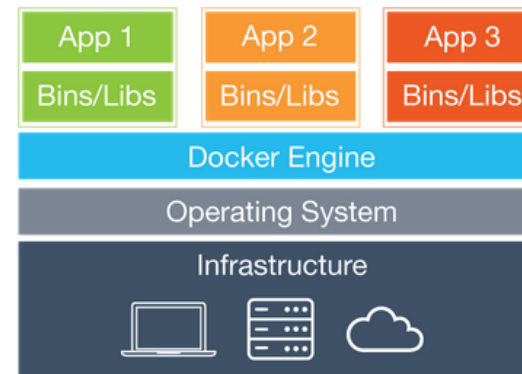 App 1 App 2 App 3
Bins/Libs Bins/Libs Bins/Libs
Docker Engine
Operating System
Infrastructure